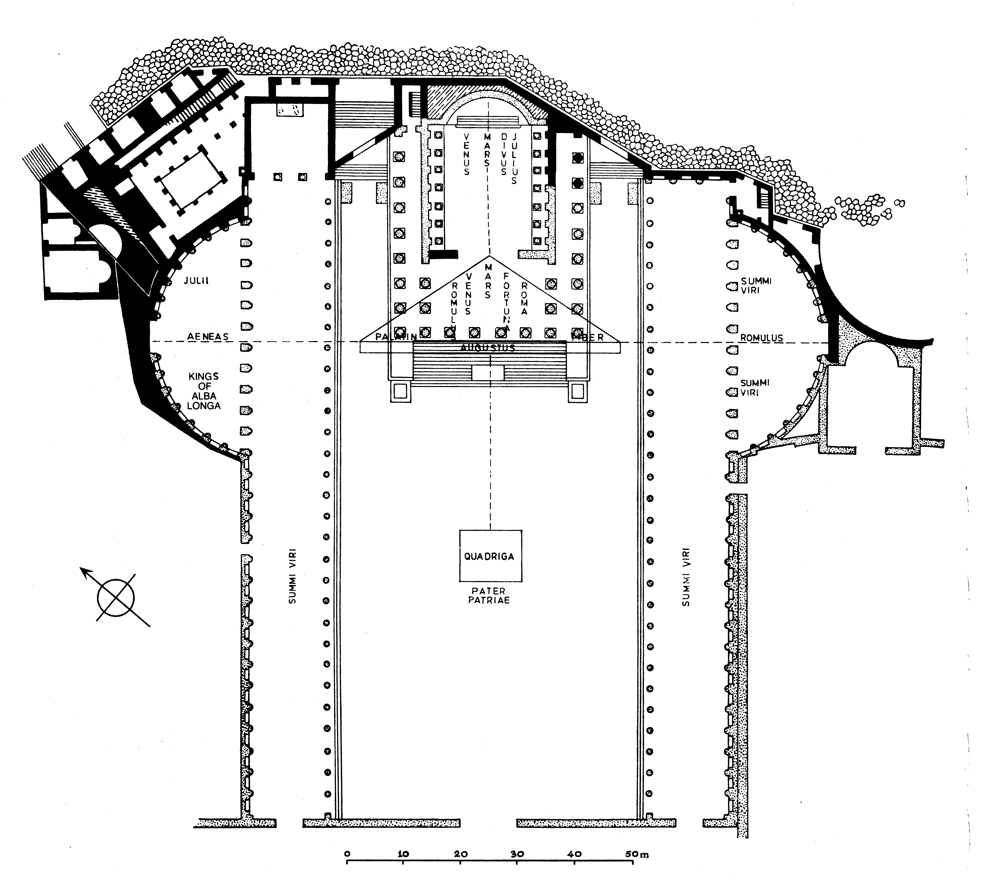 VENUS
MARS
DIVUS
JULIUS
MARS
VENUS
FORTUNA
ROMULUS
ROMA
JULII
SUMMI
VIRI
AENEAS
PALATIN
TIBER
ROMULUS
AUGUSTUS
KINGS
OF
ALBA
LONGA
SUMMI
VIRI
SUMMI VIRI
QUADRIGA
PATER
PATRIAE
SUMMI VIRI
0 10 20 30 40 50 m